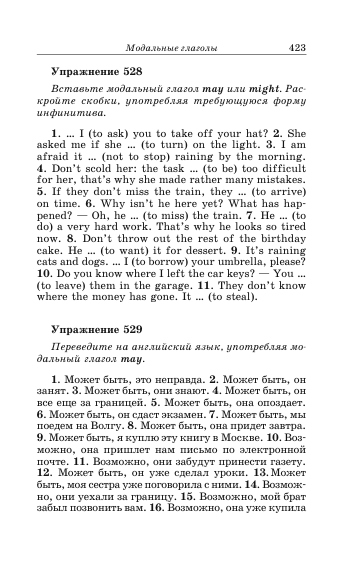 Модальные глаголы 423
Упражнение 528
Вставьте модальный глагол may или might. Рас-
кройте скобки, употребляя требующуюся форму
инфинитива.
1. ... I (to ask) you to take off your hat? 2. She
asked me if she ... (to turn) on the light. 3. I am
afraid it ... (not to stop) raining by the morning.
4. Don't scold her: the task ... (to be) too difficult
for her, that's why she made rather many mistakes.
5. If they don't miss the train, they ... (to arrive)
on time. 6. Why isn't he here yet? What has hap-
pened? — Oh, he ... (to miss) the train. 7. He ... (to
do) a very hard work. That's why he looks so tired
now. 8. Don't throw out the rest of the birthday
cake. He ... (to want) it for dessert. 9. It's raining
cats and dogs. ... I (to borrow) your umbrella, please?
10. Do you know where I left the car keys? — You ...
(to leave) them in the garage. 11. They don't know
where the money has gone. It ... (to steal).
Упражнение 529
Переведите на английский язык, употребляя мо-
дальный глагол may.
1. Может быть, это неправда. 2. Может быть, он
занят. 3. Может быть, они знают. 4. Может быть, он
все еще за границей. 5. Может быть, она опоздает.
6. Может быть, он сдаст экзамен. 7. Может быть, мы
поедем на Волгу. 8. Может быть, она придет завтра.
9. Может быть, я куплю эту книгу в Москве. 10. Воз-
можно, она пришлет нам письмо по электронной
почте. 11. Возможно, они забудут принести газету.
12. Может быть, он уже сделал уроки. 13. Может
быть, моя сестра уже поговорила с ними. 14. Возмож-
но, они уехали за границу. 15. Возможно, мой брат
забыл позвонить вам. 16. Возможно, она уже купила